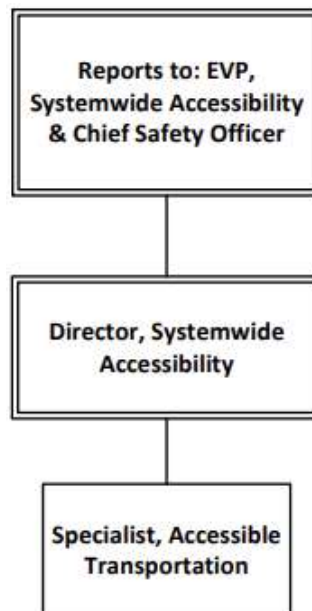 Reports to: EVP,
Systemwide Accessibility
& Chief Safety Officer
Director, Systemwide
Accessibility
Specialist, Accessible
Transportation